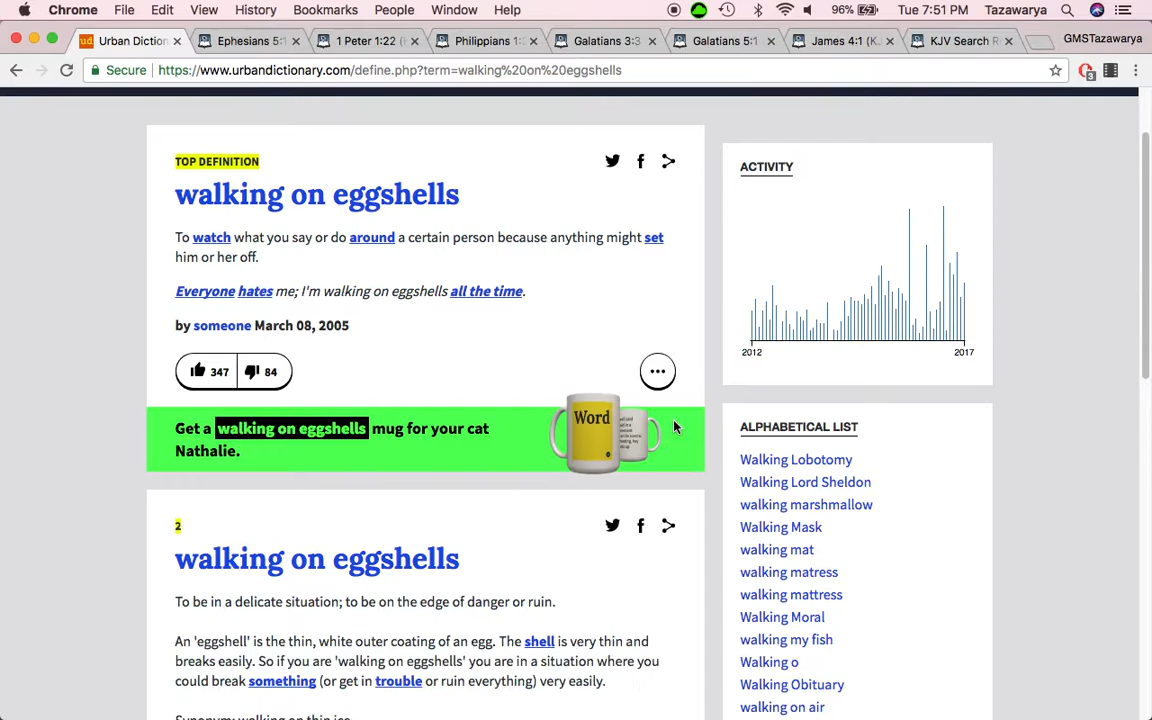 Chrome File Edit View History Bookmarks People Window Help 96% Tue 7:51 PM Tazawarya
Urban Diction Ephesians 5:1 1 Peter 1:22 ( Philippians 1: Galatians 3:3 Galatians 5:1 James 4:1 ( KJV Search R GMSTazawarya
Secure https://www.urbandictionary.com/define.php?term=walking%20on%20eggshells
TOP DEFINITION
walking on eggshells
To watch what you say or do around a certain person because anything might set
him or her off.
Everyone hates me; I'm walking on eggshells all the time.
by someone March 08, 2005
347 84
Get a walking on eggshells mug for your cat
Nathalie.
Word
2
walking on eggshells
To be in a delicate situation; to be on the edge of danger or ruin.
An 'eggshell' is the thin, white outer coating of an egg. The shell is very thin and
breaks easily. So if you are 'walking on eggshells' you are in a situation where you
could break something (or get in trouble or ruin everything) very easily.
Synonym: walking on thin ice
ACTIVITY
2012 2017
ALPHABETICAL LIST
Walking Lobotomy
Walking Lord Sheldon
walking marshmallow
Walking Mask
walking mat
walking matress
walking mattress
Walking Moral
walking my fish
Walking o
Walking Obituary
walking on air